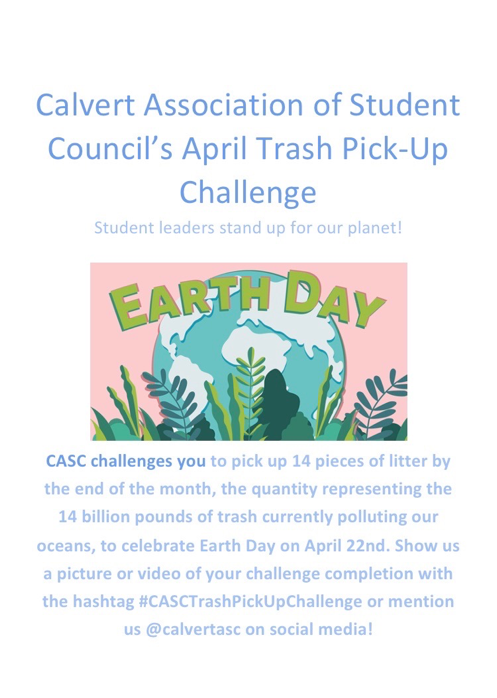 Calvert Association of Student
Council’s April Trash Pick-Up
Challenge
Student leaders stand up for our planet!
EARTH DAY
CASC challenges you to pick up 14 pieces of litter by
the end of the month, the quantity representing the
14 billion pounds of trash currently polluting our
oceans, to celebrate Earth Day on April 22nd. Show us
a picture or video of your challenge completion with
the hashtag #CASCTrashPickUpChallenge or mention
us @calvertasc on social media!